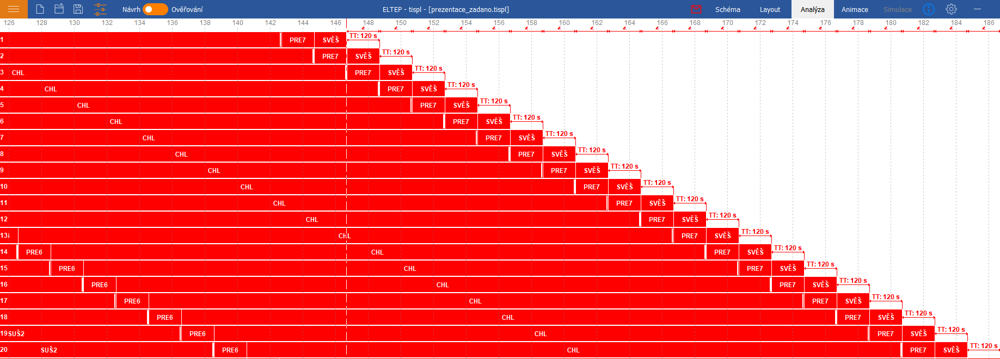 Návrh Ověřování ELTEP - tispl - [prezentace_zadano.tispl] Schéma Layout Analýza Animace Simulace
126 128 130 132 134 136 138 140 142 144 146 148 150 152 154 156 158 160 162 164 166 168 170 172 174 176 178 180 182 184 186
1 PRE7 SVĚŠ TT: 120 s
2 PRE7 SVĚŠ TT: 120 s
3 CHL PRE7 SVĚŠ TT: 120 s
4 CHL PRE7 SVĚŠ TT: 120 s
5 CHL PRE7 SVĚŠ TT: 120 s
6 CHL PRE7 SVĚŠ TT: 120 s
7 CHL PRE7 SVĚŠ TT: 120 s
8 CHL PRE7 SVĚŠ TT: 120 s
9 CHL PRE7 SVĚŠ TT: 120 s
10 CHL PRE7 SVĚŠ TT: 120 s
11 CHL PRE7 SVĚŠ TT: 120 s
12 CHL PRE7 SVĚŠ TT: 120 s
13 CHL PRE7 SVĚŠ TT: 120 s
14 PRE6 CHL PRE7 SVĚŠ TT: 120 s
15 PRE6 CHL PRE7 SVĚŠ TT: 120 s
16 PRE6 CHL PRE7 SVĚŠ TT: 120 s
17 PRE6 CHL PRE7 SVĚŠ TT: 120 s
18 PRE6 CHL PRE7 SVĚŠ TT: 120 s
19 SUŠ2 PRE6 CHL PRE7 SVĚŠ TT: 120 s
20 SUŠ2 PRE6 CHL PRE7 SVĚŠ TT: 120 s